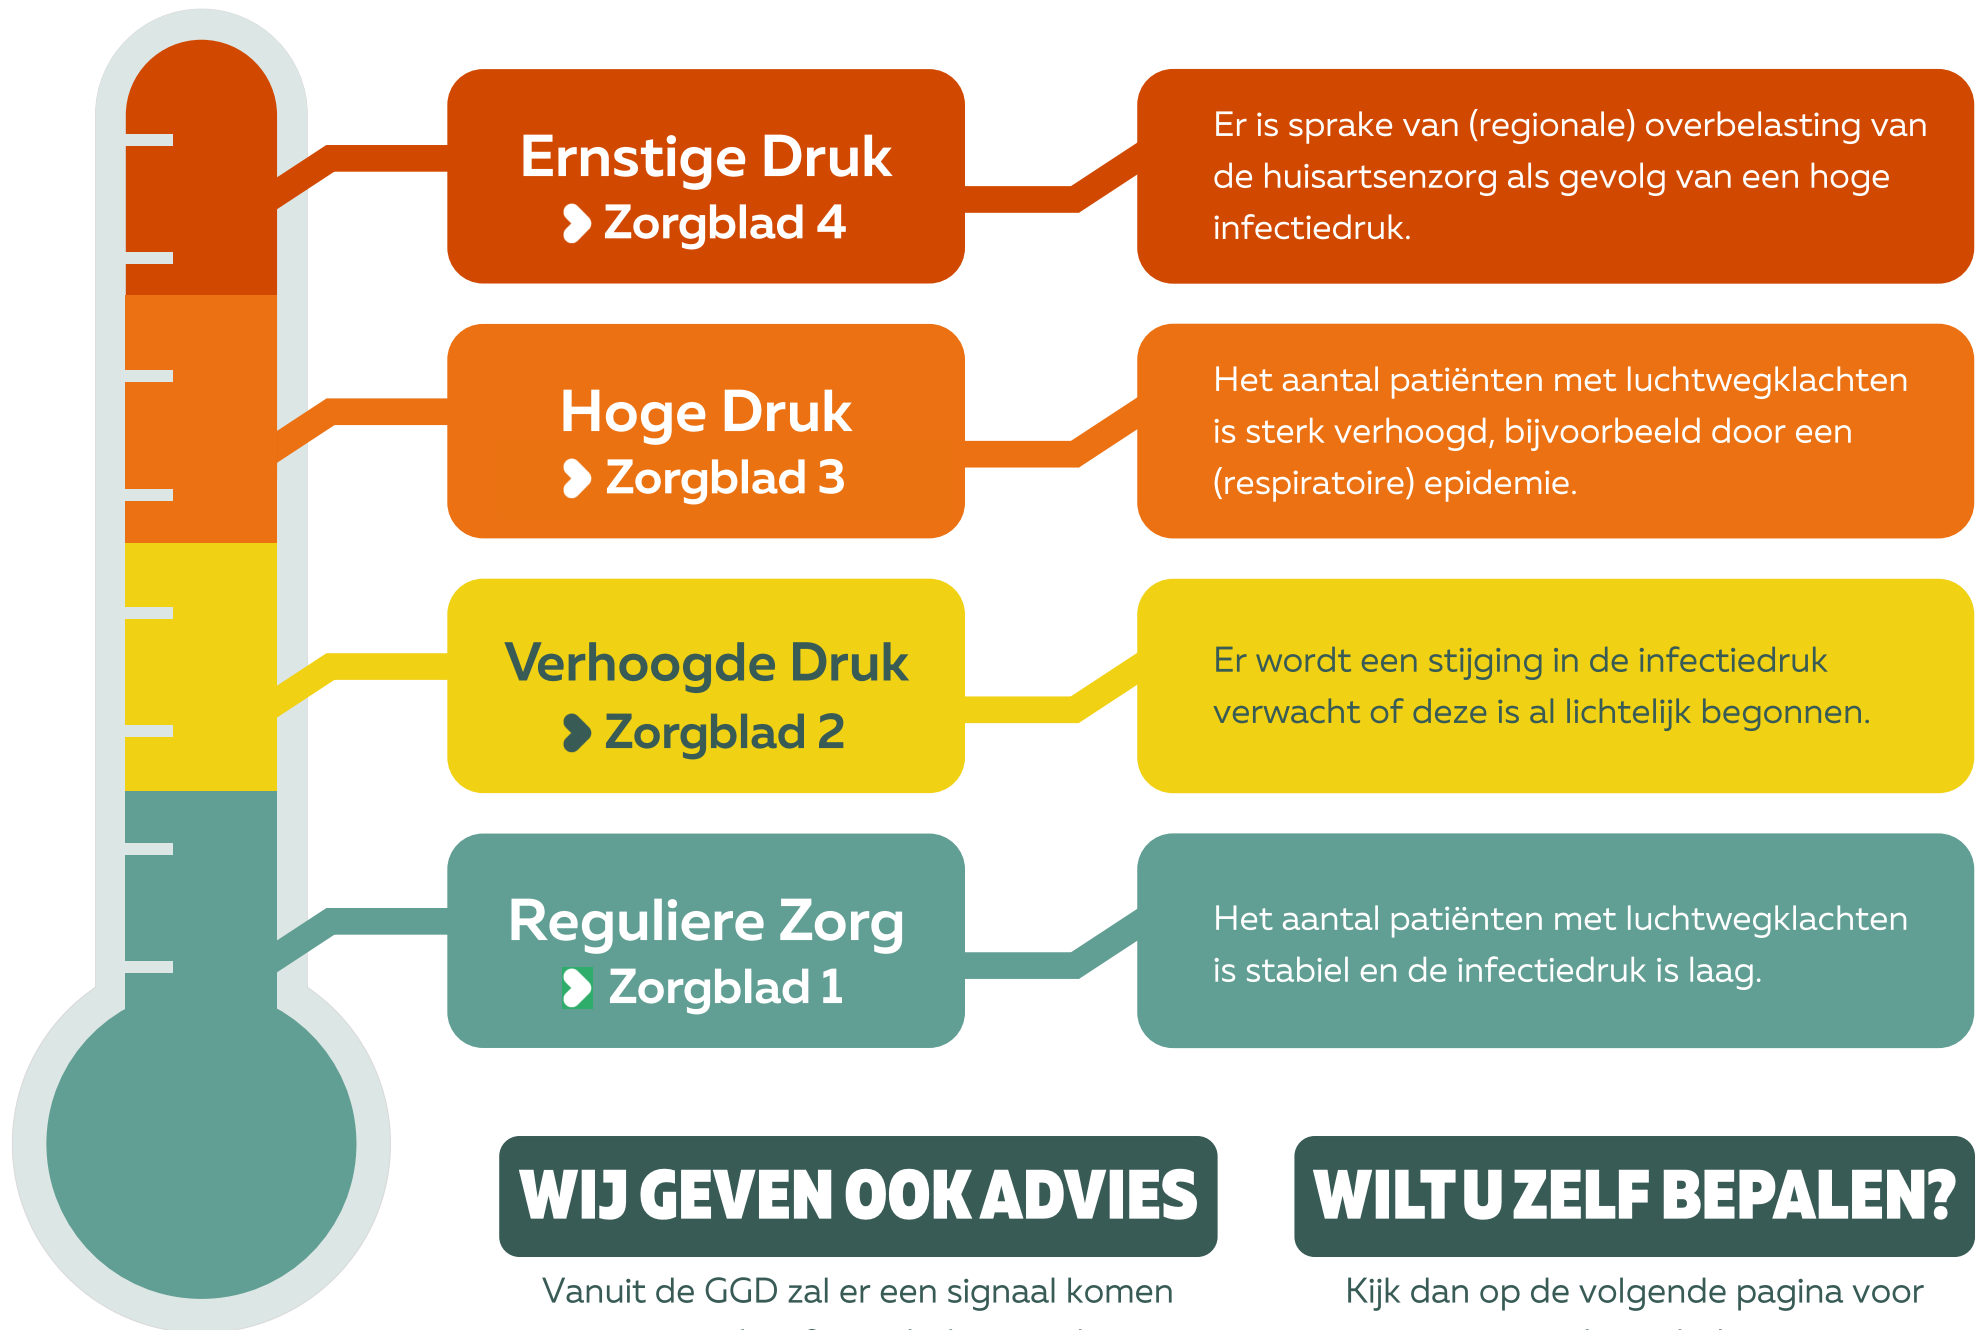 Ernstige Druk
Zorgblad 4
Er is sprake van (regionale) overbelasting van
de huisartsenzorg als gevolg van een hoge
infectiedruk.
Hoge Druk
Zorgblad 3
Het aantal patiënten met luchtwegklachten
is sterk verhoogd, bijvoorbeeld door een
(respiratoire) epidemie.
Verhoogde Druk
Zorgblad 2
Er wordt een stijging in de infectiedruk
verwacht of deze is al lichtelijk begonnen.
Reguliere Zorg
Zorgblad 1
Het aantal patiënten met luchtwegklachten
is stabiel en de infectiedruk is laag.
WIJ GEVEN OOK ADVIES
Vanuit de GGD zal er een signaal komen
WILT U ZELF BEPALEN?
Kijk dan op de volgende pagina voor